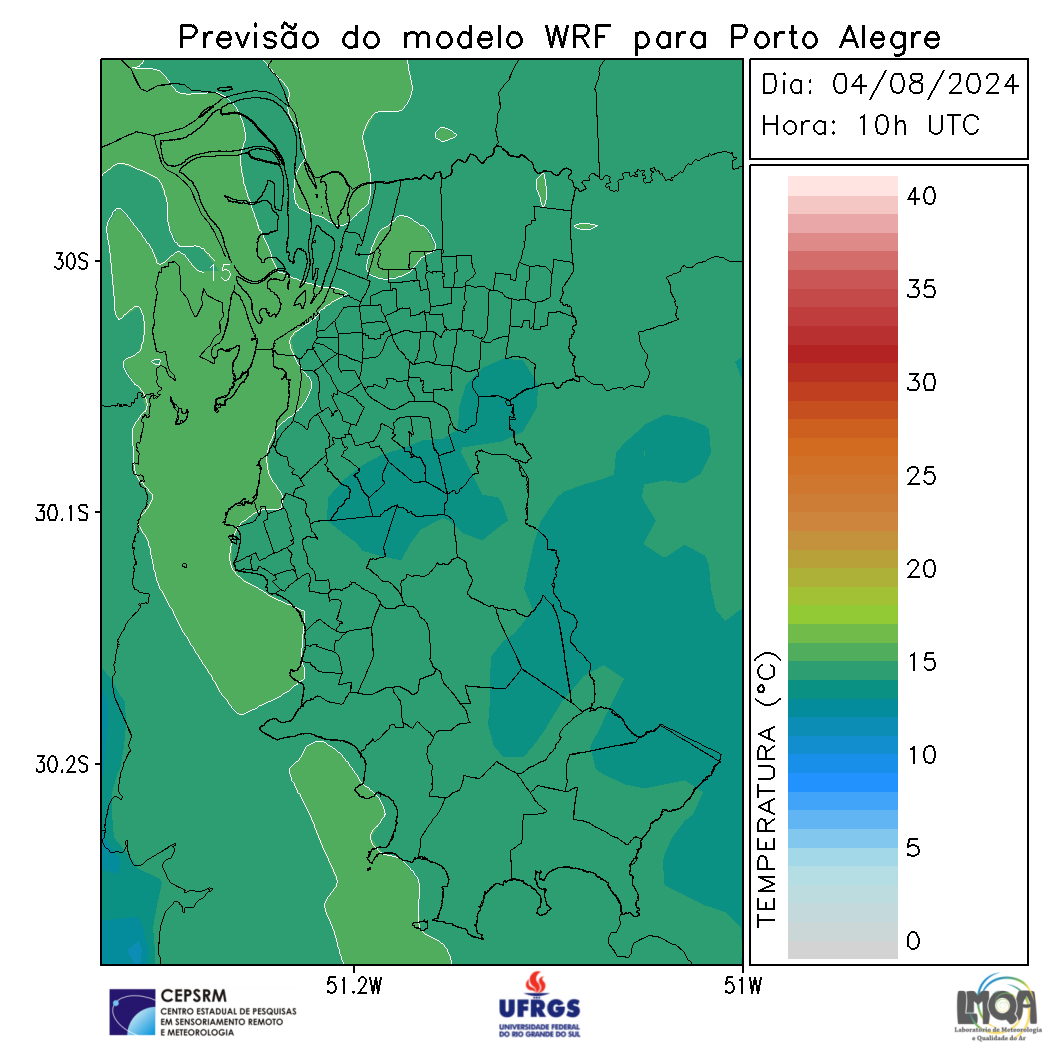 Previsão do modelo WRF para Porto Alegre
Dia: 04/08/2024
Hora: 10h UTC
40
35
30
25
20
15
10
5
0
TEMPERATURA (°C)
30S
30.1S
30.2S
15
51.2W
51W
CEPSRM
CENTRO ESTADUAL DE PESQUISAS
EM SENSORIAMENTO REMOTO
E METEOROLOGIA
UFRGS
UNIVERSIDADE FEDERAL
DO RIO GRANDE DO SUL
LMQA
Laboratório de Meteorologia
e Qualidade do Ar